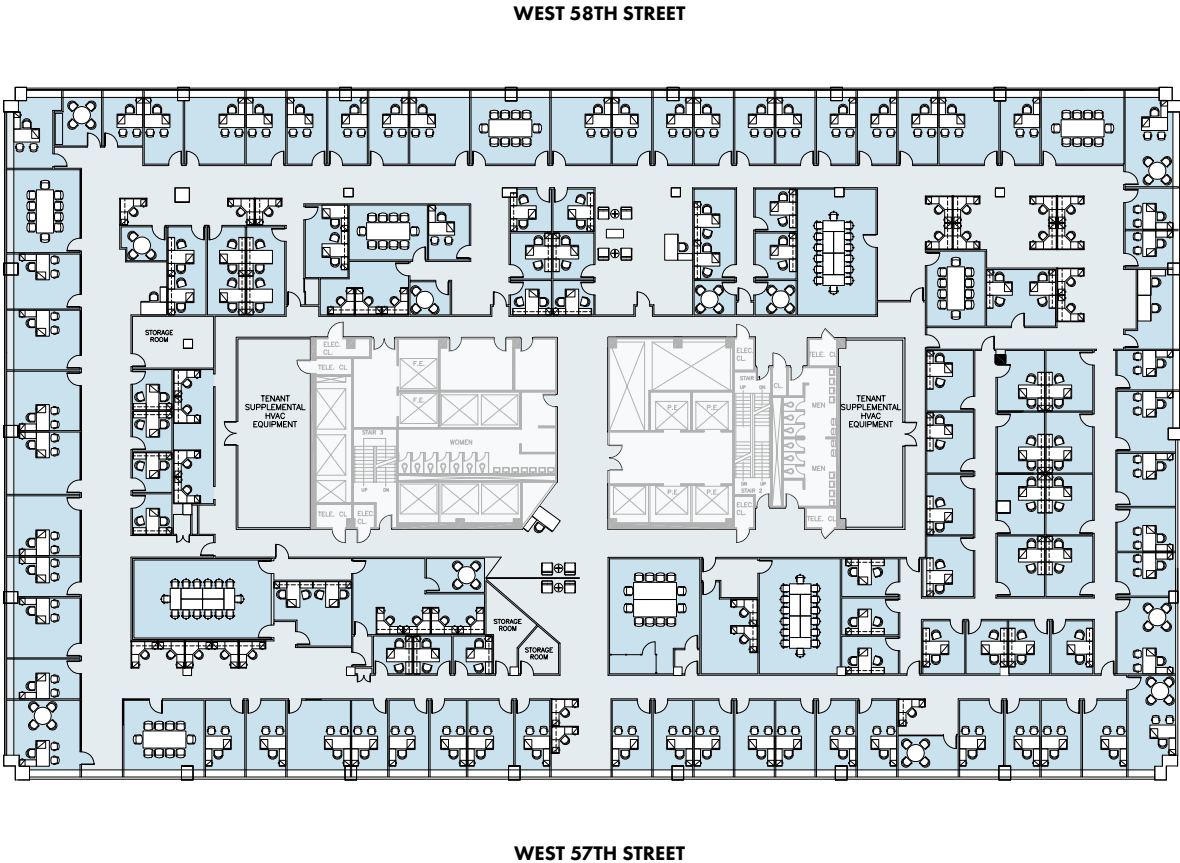 WEST 58TH STREET
STORAGE
ROOM
ELEC.
CL.
TELE. CL
F.E.
F.E.
TENANT
SUPPLEMENTAL
HVAC
EQUIPMENT
STAIR 3
UP DN
WOMEN
TELE. CL
ELEC.
CL.
ELEC.
CL.
TELE. CL
STAIR 1
UP DN
CL.
P.E.
P.E.
MEN
MEN
TENANT
SUPPLEMENTAL
HVAC
EQUIPMENT
P.E.
P.E.
DN UP
STAIR 2
ELEC.
CL.
TELE. CL
STORAGE
ROOM
STORAGE
ROOM
WEST 57TH STREET